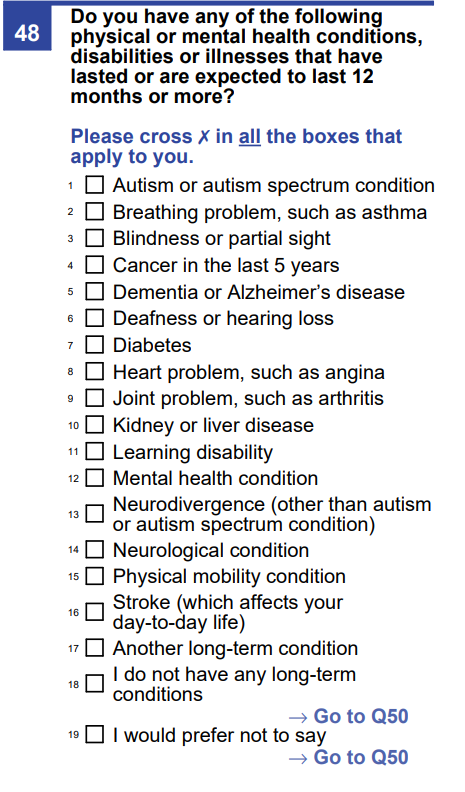 48
Do you have any of the following
physical or mental health conditions,
disabilities or illnesses that have
lasted or are expected to last 12
months or more?
Please cross ✗ in all the boxes that
apply to you.
1 Autism or autism spectrum condition
2 Breathing problem, such as asthma
3 Blindness or partial sight
4 Cancer in the last 5 years
5 Dementia or Alzheimer’s disease
6 Deafness or hearing loss
7 Diabetes
8 Heart problem, such as angina
9 Joint problem, such as arthritis
10 Kidney or liver disease
11 Learning disability
12 Mental health condition
13 Neurodivergence (other than autism
or autism spectrum condition)
14 Neurological condition
15 Physical mobility condition
16 Stroke (which affects your
day-to-day life)
17 Another long-term condition
18 I do not have any long-term
conditions
→ Go to Q50
19 I would prefer not to say
→ Go to Q50